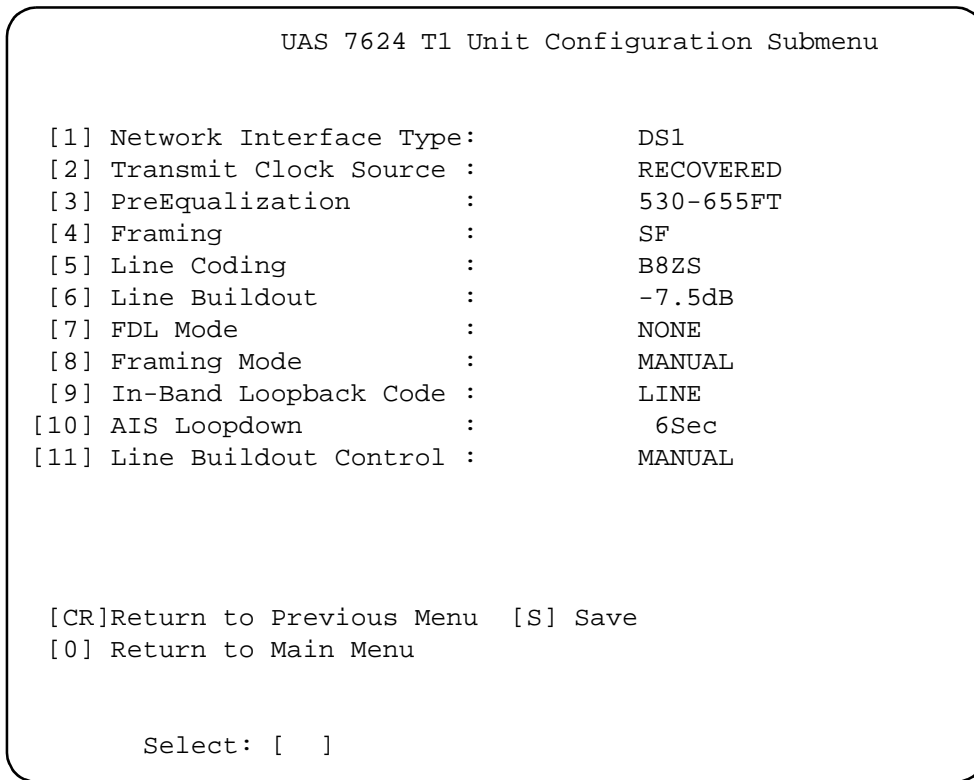 UAS 7624 T1 Unit Configuration Submenu
[1] Network Interface Type: DS1
[2] Transmit Clock Source : RECOVERED
[3] PreEqualization : 530-655FT
[4] Framing : SF
[5] Line Coding : B8ZS
[6] Line Buildout : -7.5dB
[7] FDL Mode : NONE
[8] Framing Mode : MANUAL
[9] In-Band Loopback Code : LINE
[10] AIS Loopdown : 6Sec
[11] Line Buildout Control : MANUAL
[CR]Return to Previous Menu [S] Save
[0] Return to Main Menu
Select: [ ]